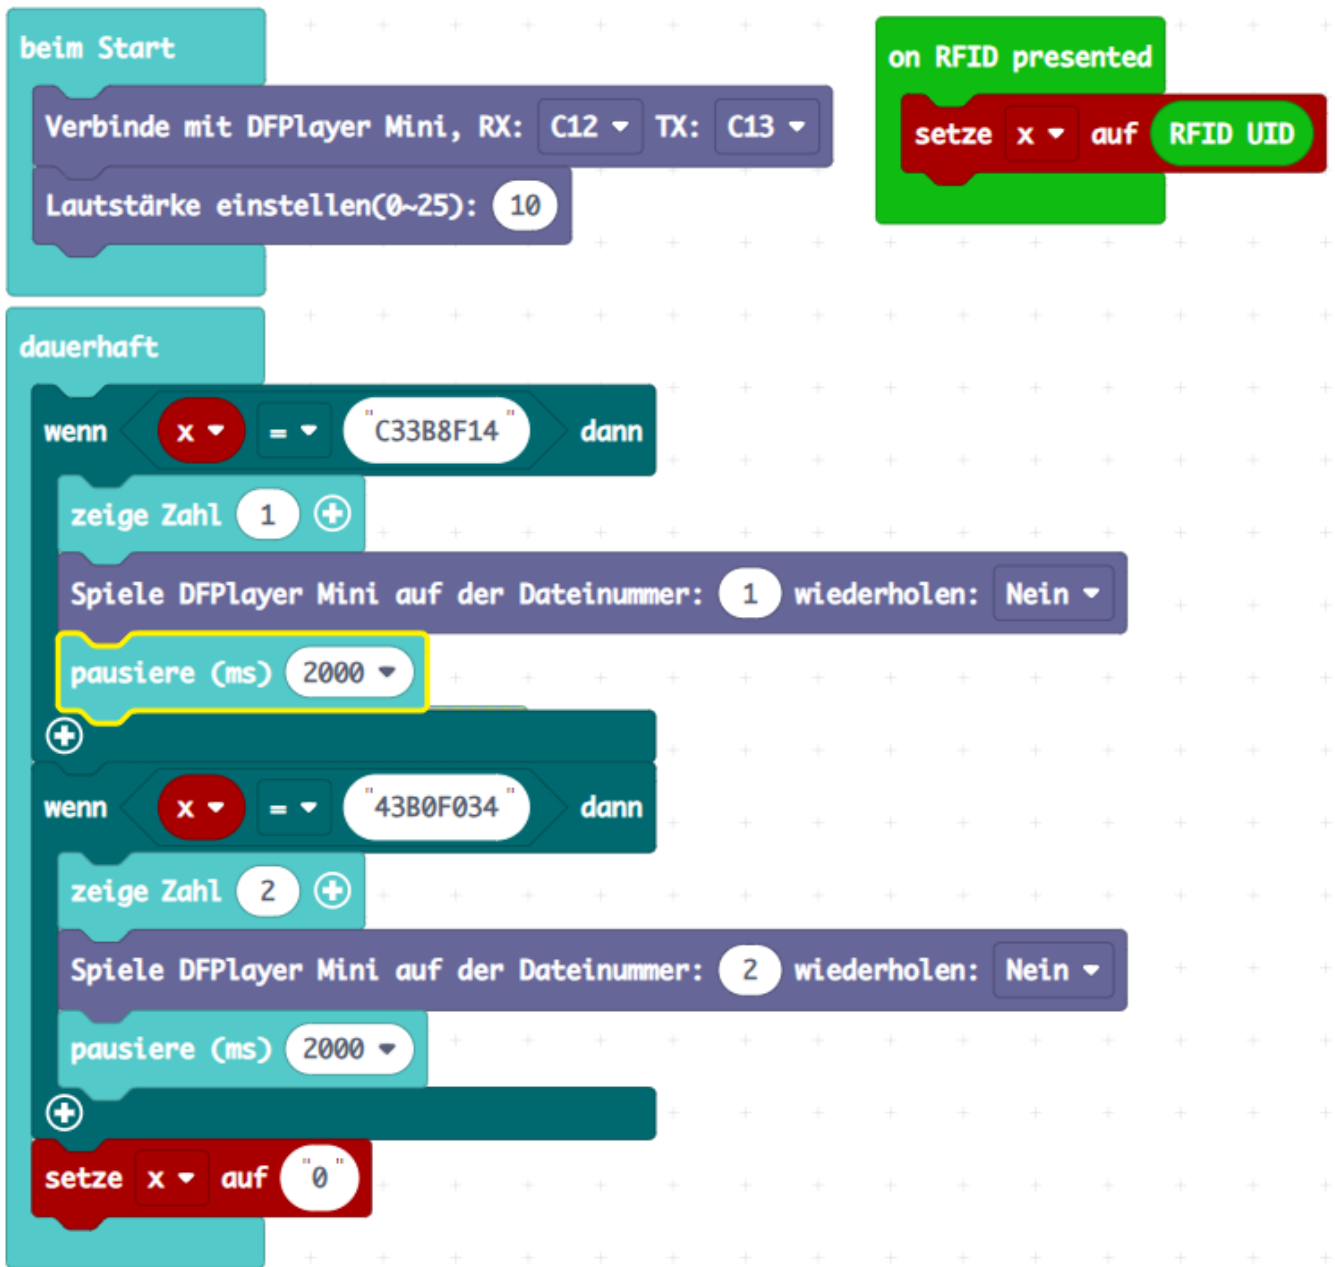 beim Start
Verbinde mit DFPlayer Mini, RX: C12 TX: C13
Lautstärke einstellen(0~25): 10
on RFID presented
setze x auf RFID UID
dauerhaft
wenn x = "C33B8F14" dann
zeige Zahl 1
Spiele DFPlayer Mini auf der Dateinummer: 1 wiederholen: Nein
pausiere (ms) 2000
wenn x = "43B0F034" dann
zeige Zahl 2
Spiele DFPlayer Mini auf der Dateinummer: 2 wiederholen: Nein
pausiere (ms) 2000
setze x auf "0"